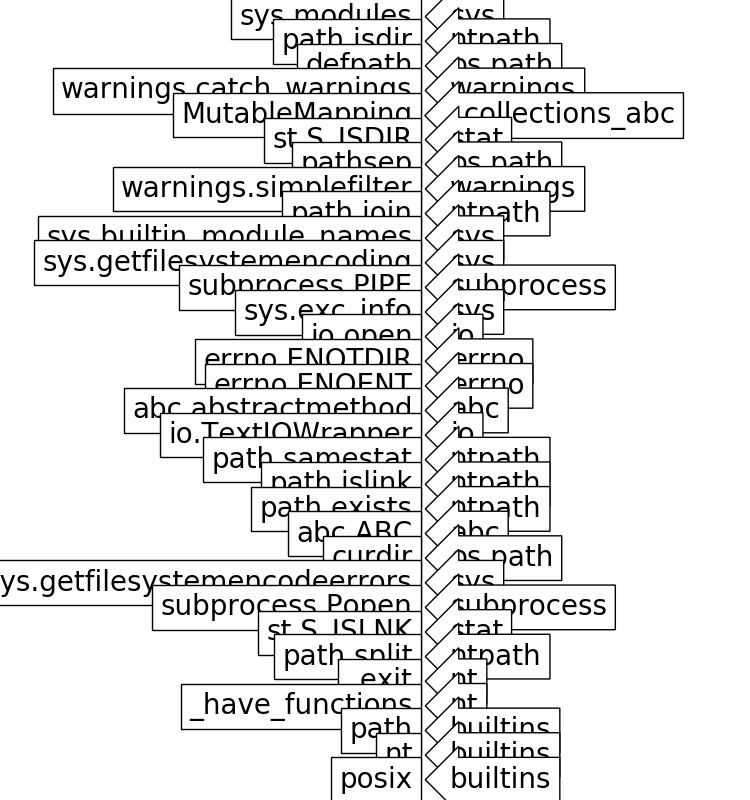 sys.modules sys
path.isdir ntpath
defpath os.path
warnings.catch_warnings warnings
MutableMapping _collections_abc
st.S_ISDIR stat
pathsep os.path
warnings.simplefilter warnings
path.join ntpath
sys.builtin_module_names sys
sys.getfilesystemencoding sys
subprocess.PIPE subprocess
sys.exc_info sys
io.open io
errno.ENOTDIR errno
errno.ENOENT errno
abc.abstractmethod abc
io.TextIOWrapper io
path.samestat ntpath
path.islink ntpath
path.exists ntpath
abc.ABC abc
curdir os.path
ys.getfilesystemencodeerrors sys
subprocess.Popen subprocess
st.S_ISLNK stat
path.split ntpath
_exit nt
_have_functions nt
path builtins
nt builtins
posix builtins